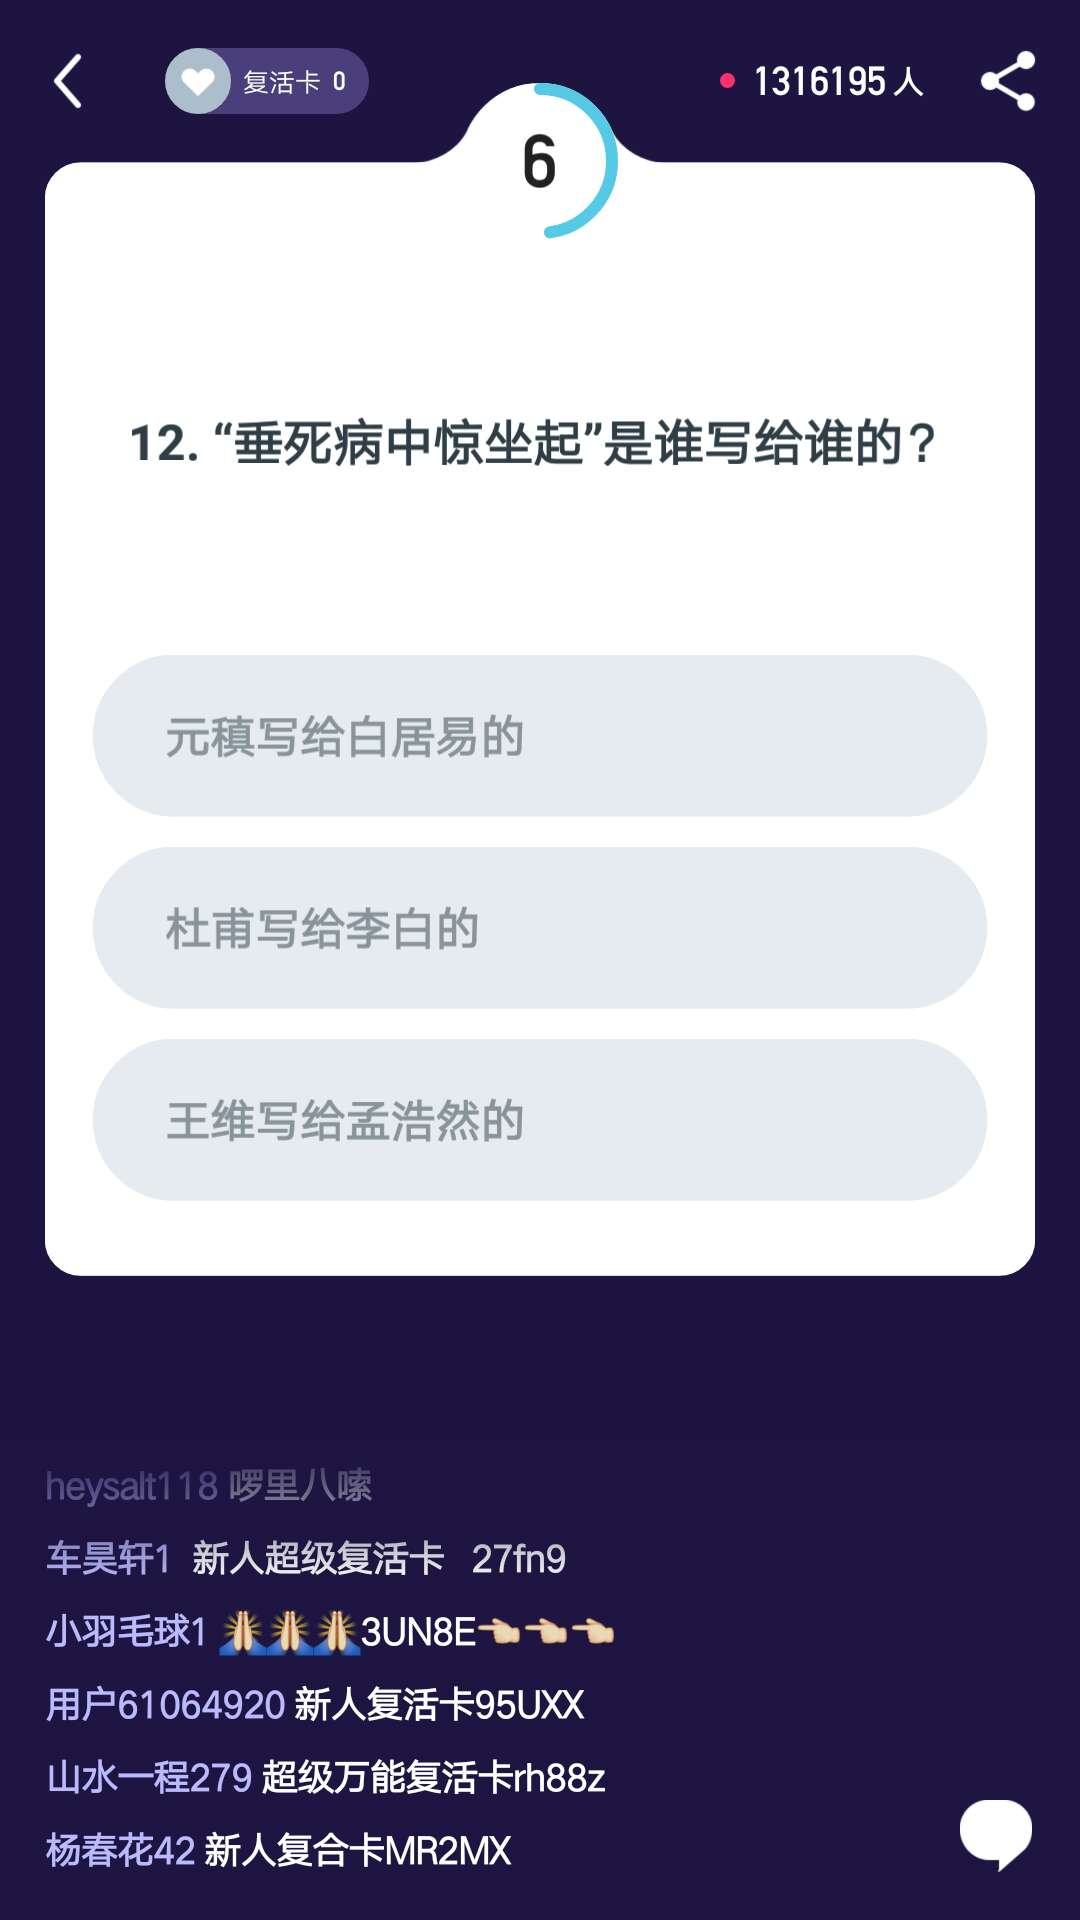 复活卡 0
1316195 人
6
12. “垂死病中惊坐起”是谁写给谁的？
元稹写给白居易的
杜甫写给李白的
王维写给孟浩然的
heysalt118 啰里八嗦
车昊轩1 新人超级复活卡 27fn9
小羽毛球1 🙏🙏🙏3UN8E👈👈👈
用户61064920 新人复活卡95UXX
山水一程279 超级万能复活卡rh88z
杨春花42 新人复合卡MR2MX